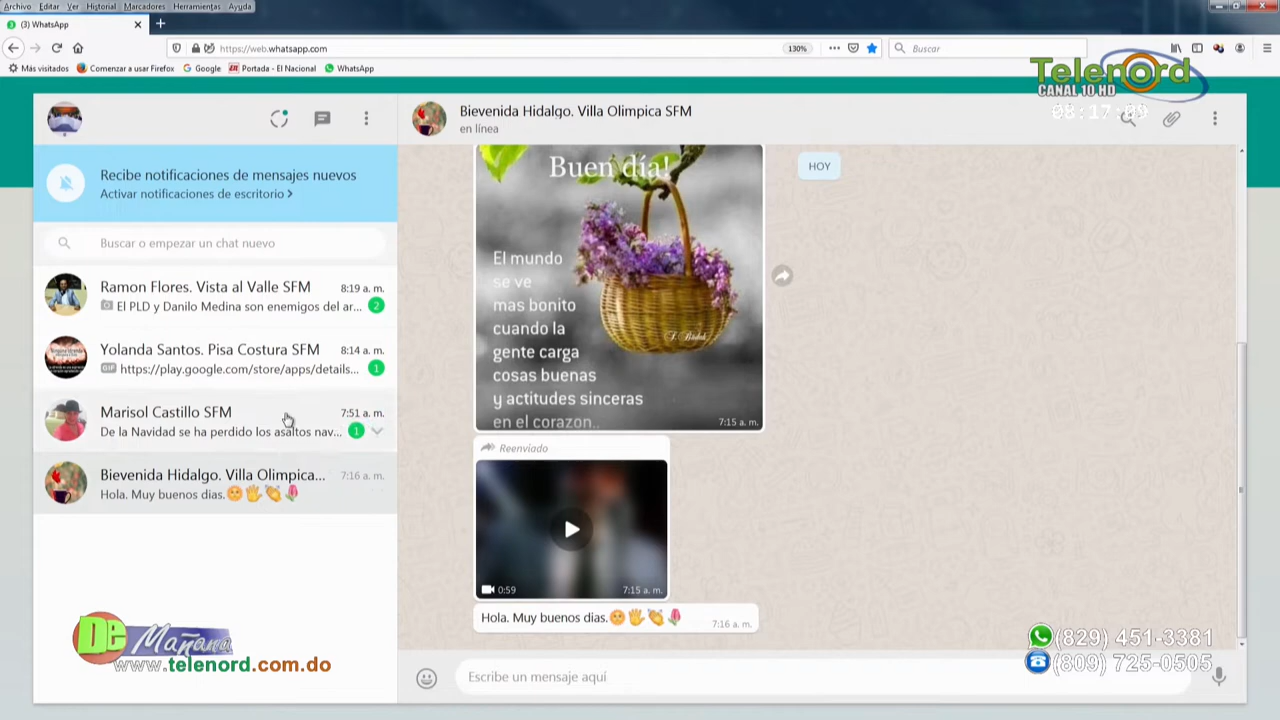 Archivo Editar Ver Historial Marcadores Herramientas Ayuda
(3) WhatsApp
https://web.whatsapp.com
130%
Buscar
Más visitados Comenzar a usar Firefox Google Portada - El Nacional WhatsApp
Telenord
CANAL 10 HD
Bievenida Hidalgo. Villa Olimpica SFM
en línea
Recibe notificaciones de mensajes nuevos
Activar notificaciones de escritorio >
Buscar o empezar un chat nuevo
Ramon Flores. Vista al Valle SFM 8:19 a. m.
El PLD y Danilo Medina son enemigos del ar... 2
Yolanda Santos. Pisa Costura SFM 8:14 a. m.
GIF https://play.google.com/store/apps/details... 1
Marisol Castillo SFM 7:51 a. m.
De la Navidad se ha perdido los asaltos nav... 1
Bievenida Hidalgo. Villa Olimpica... 7:16 a. m.
Hola. Muy buenos dias.😊🖐👏🌷
HOY
Buen día!
El mundo
se ve
mas bonito
cuando la
gente carga
cosas buenas
y actitudes sinceras
en el corazon..
7:15 a. m.
Reenviado
0:59 7:15 a. m.
Hola. Muy buenos dias.😊🖐👏🌷 7:16 a. m.
Escribe un mensaje aquí
De Mañana
www.telenord.com.do
(829) 451-3381
(809) 725-0505